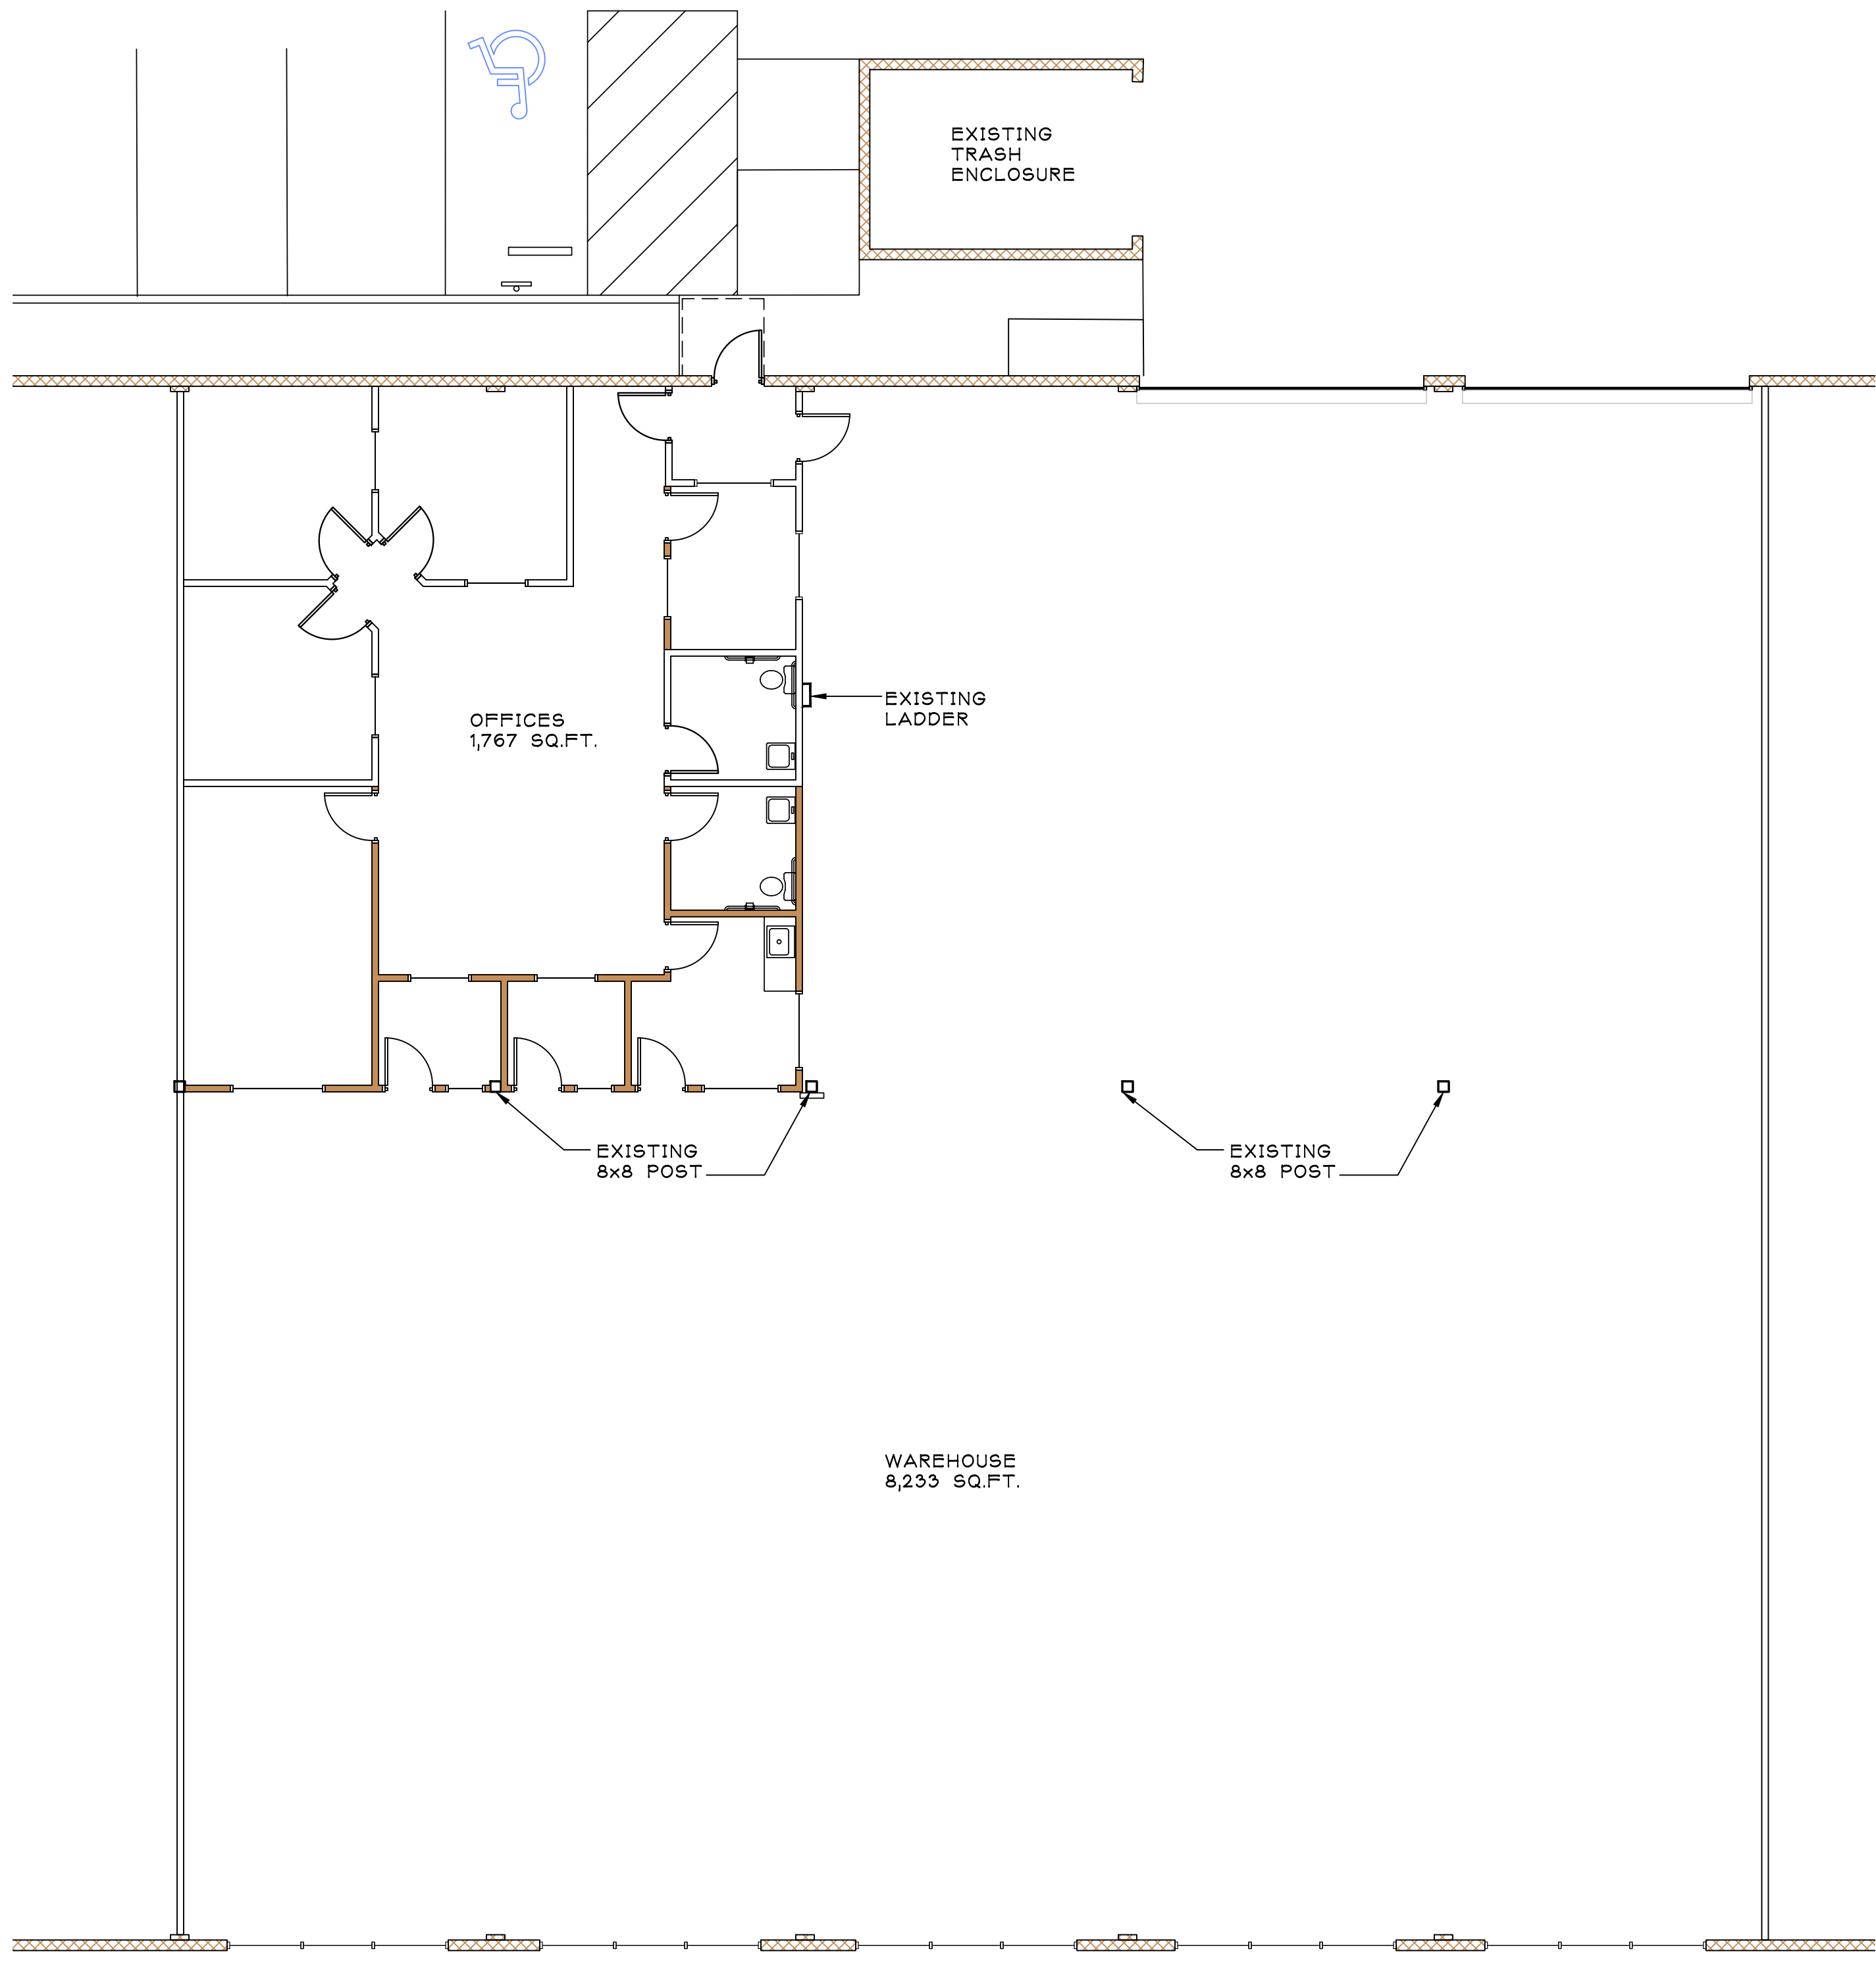 EXISTING
TRASH
ENCLOSURE
EXISTING
LADDER
OFFICES
1,767 SQ.FT.
EXISTING
8x8 POST
EXISTING
8x8 POST
WAREHOUSE
8,233 SQ.FT.